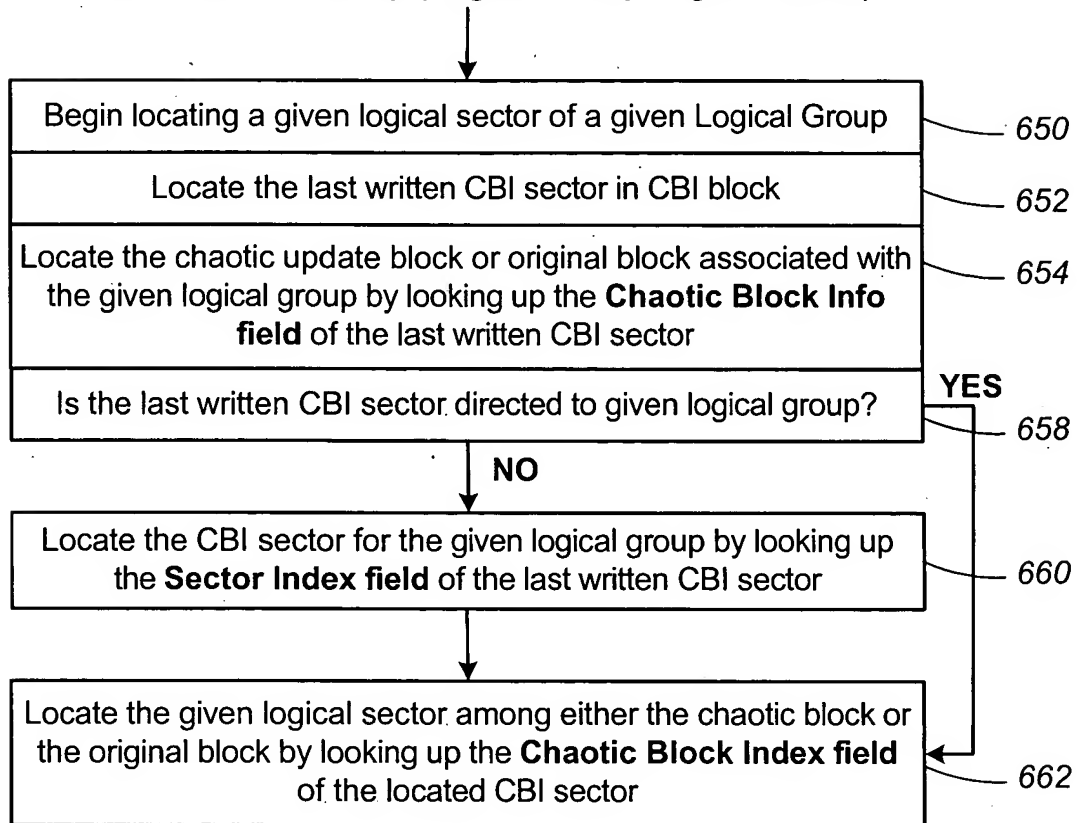 Begin locating a given logical sector of a given Logical Group
650
Locate the last written CBI sector in CBI block
652
Locate the chaotic update block or original block associated with
the given logical group by looking up the Chaotic Block Info
field of the last written CBI sector
654
Is the last written CBI sector directed to given logical group?
YES
658
NO
Locate the CBI sector for the given logical group by looking up
the Sector Index field of the last written CBI sector
660
Locate the given logical sector among either the chaotic block or
the original block by looking up the Chaotic Block Index field
of the located CBI sector
662